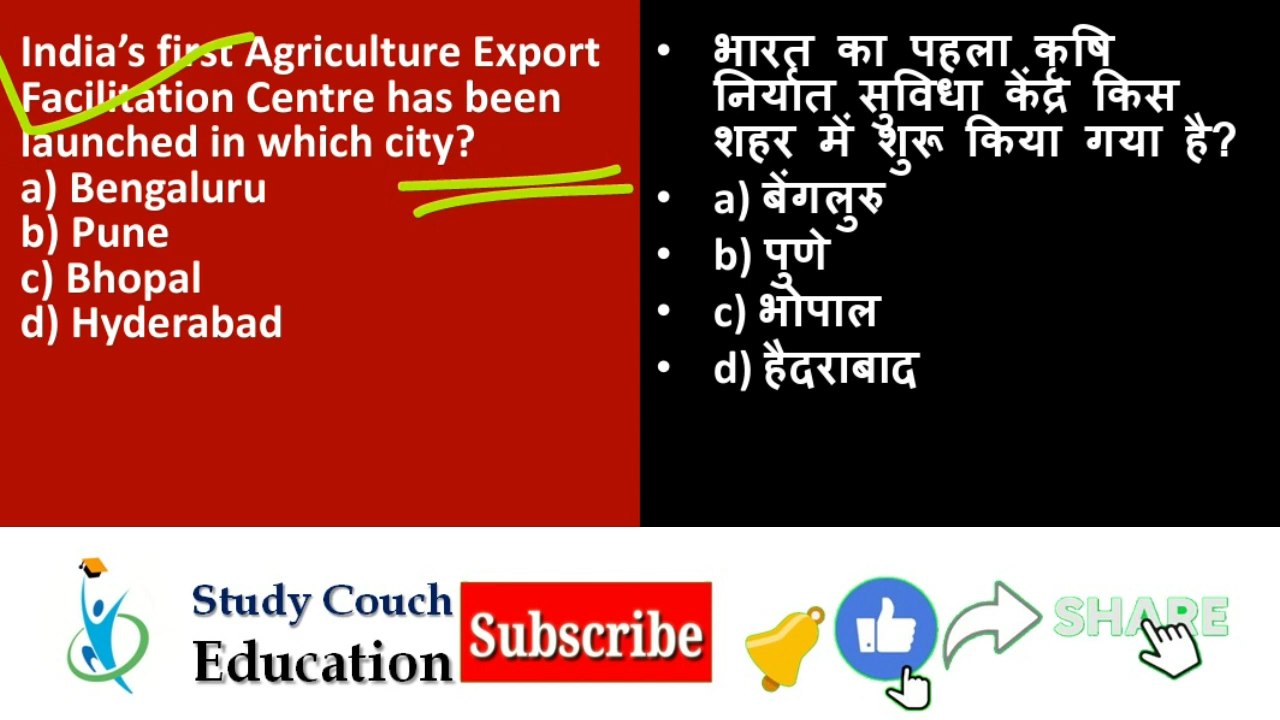 India’s first Agriculture Export
Facilitation Centre has been
launched in which city?
a) Bengaluru
b) Pune
c) Bhopal
d) Hyderabad
• भारत का पहला कृषि
निर्यात सुविधा केंद्र किस
शहर में शुरू किया गया है?
• a) बेंगलुरु
• b) पुणे
• c) भोपाल
• d) हैदराबाद
Study Couch
Education
Subscribe
SHARE